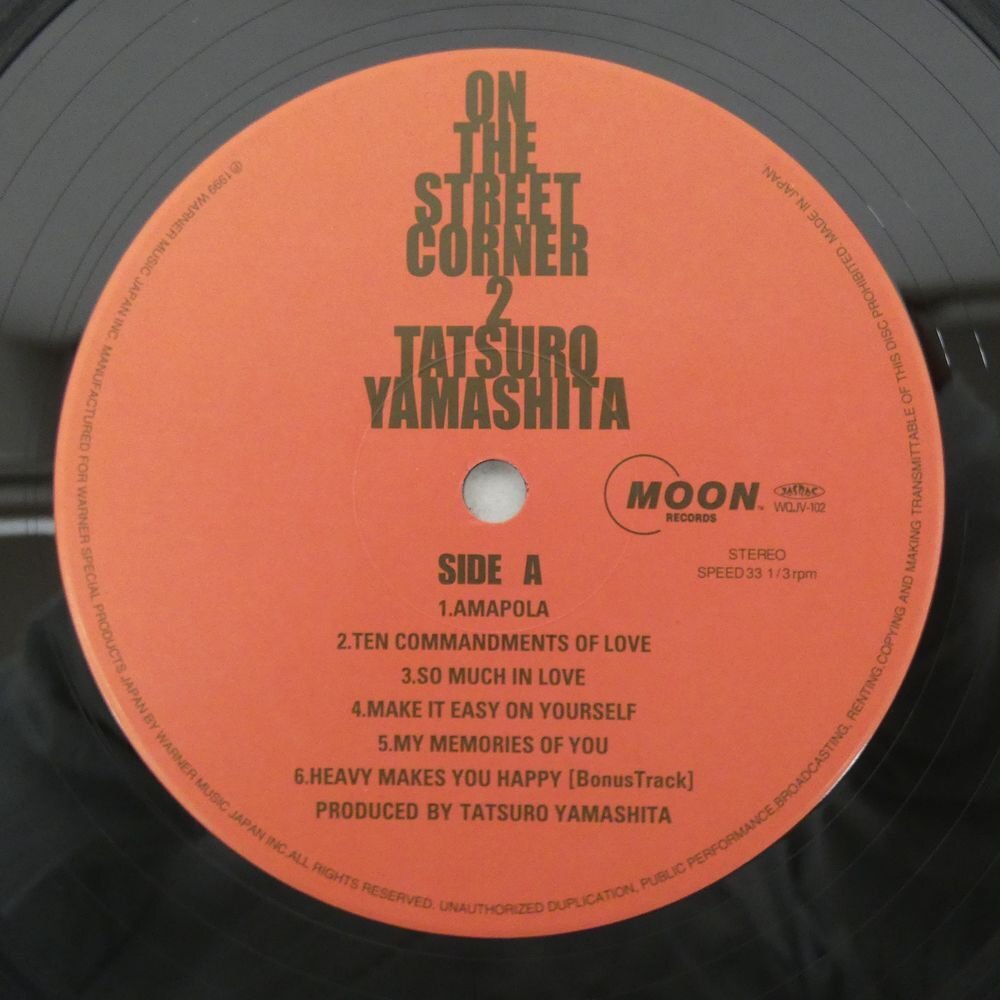 ON
THE
STREET
CORNER
2
TATSURO
YAMASHITA
MOON
RECORDS
TM
JASRAC
WQJV-102
STEREO
SPEED 33 1/3 rpm
SIDE A
1.AMAPOLA
2.TEN COMMANDMENTS OF LOVE
3.SO MUCH IN LOVE
4.MAKE IT EASY ON YOURSELF
5.MY MEMORIES OF YOU
6.HEAVY MAKES YOU HAPPY [BonusTrack]
PRODUCED BY TATSURO YAMASHITA
℗ 1999 WARNER MUSIC JAPAN INC. MANUFACTURED FOR WARNER SPECIAL PRODUCTS JAPAN BY WARNER MUSIC JAPAN INC. ALL RIGHTS RESERVED. UNAUTHORIZED DUPLICATION, PUBLIC PERFORMANCE, BROADCASTING, RENTING, COPYING AND MAKING TRANSMITTABLE OF THIS DISC PROHIBITED. MADE IN JAPAN.